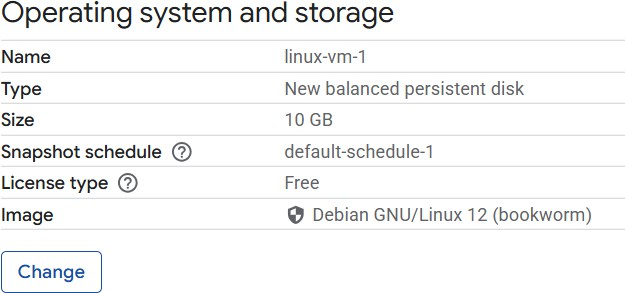 Operating system and storage
Name linux-vm-1
Type New balanced persistent disk
Size 10 GB
Snapshot schedule ? default-schedule-1
License type ? Free
Image Debian GNU/Linux 12 (bookworm)
Change